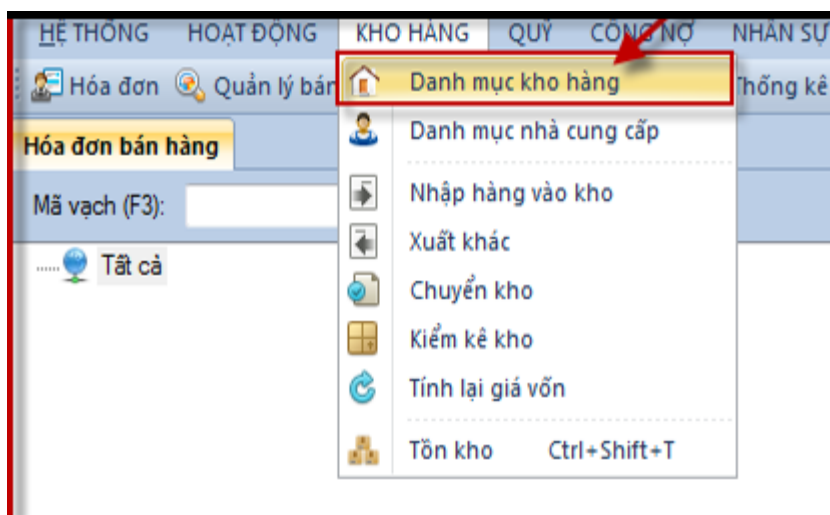 HỆ THỐNG HOẠT ĐỘNG KHO HÀNG QUỸ CÔNG NỢ NHÂN SỰ
Hóa đơn Quản lý bán Thống kê
Danh mục kho hàng
Danh mục nhà cung cấp
Hóa đơn bán hàng
Nhập hàng vào kho
Mã vạch (F3):
Xuất khác
Tất cả
Chuyển kho
Kiểm kê kho
Tính lại giá vốn
Tồn kho Ctrl+Shift+T